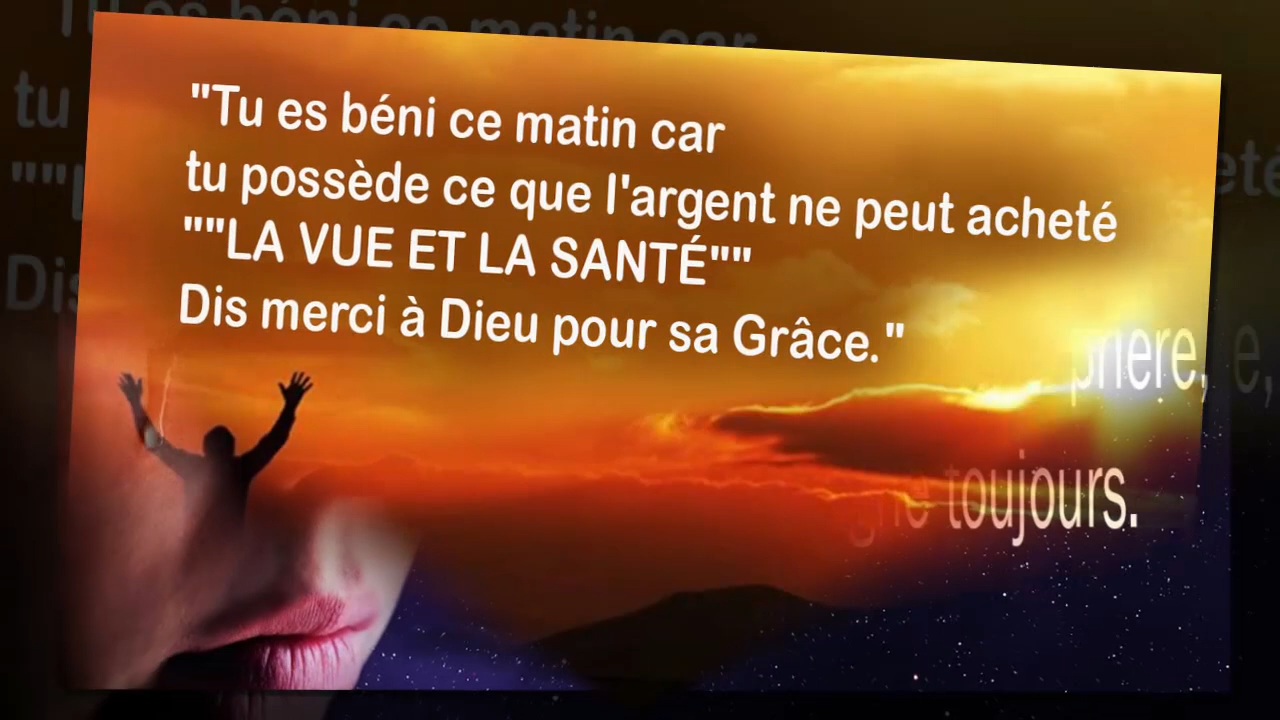 "Tu es béni ce matin car
tu possède ce que l'argent ne peut acheté
""LA VUE ET LA SANTÉ""
Dis merci à Dieu pour sa Grâce."
toujours.